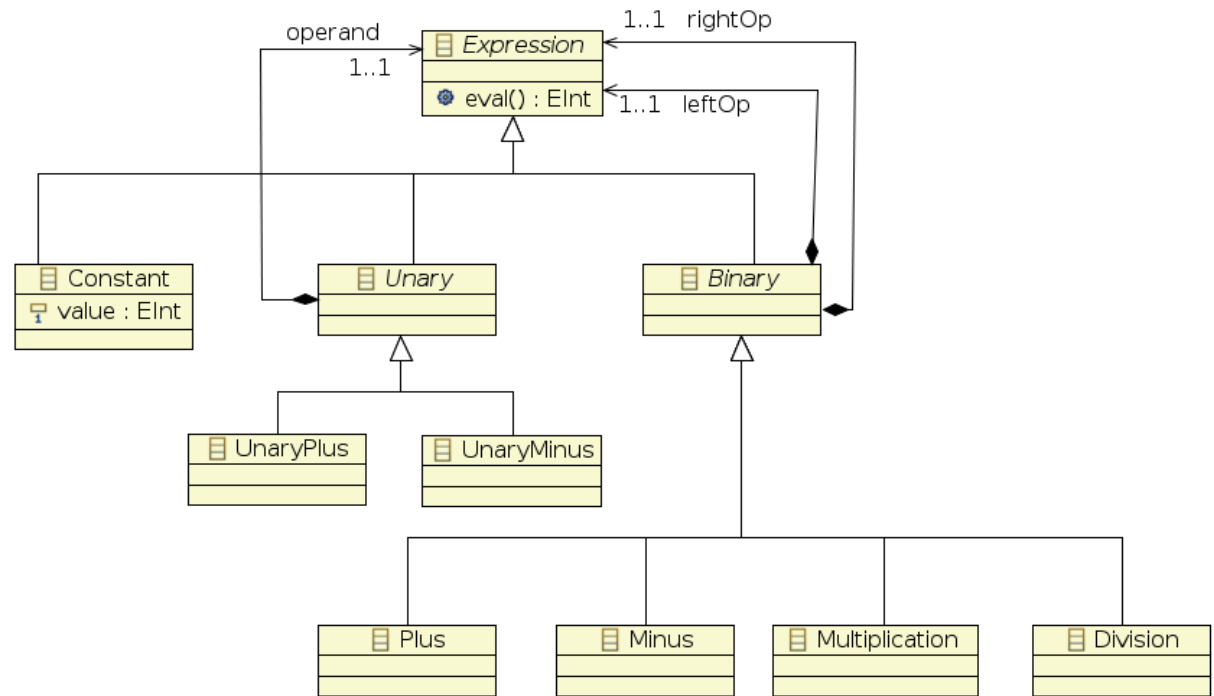 operand
1..1
1..1 rightOp
Expression
eval() : EInt
1..1 leftOp
Constant
value : EInt
Unary
Binary
UnaryPlus
UnaryMinus
Plus
Minus
Multiplication
Division